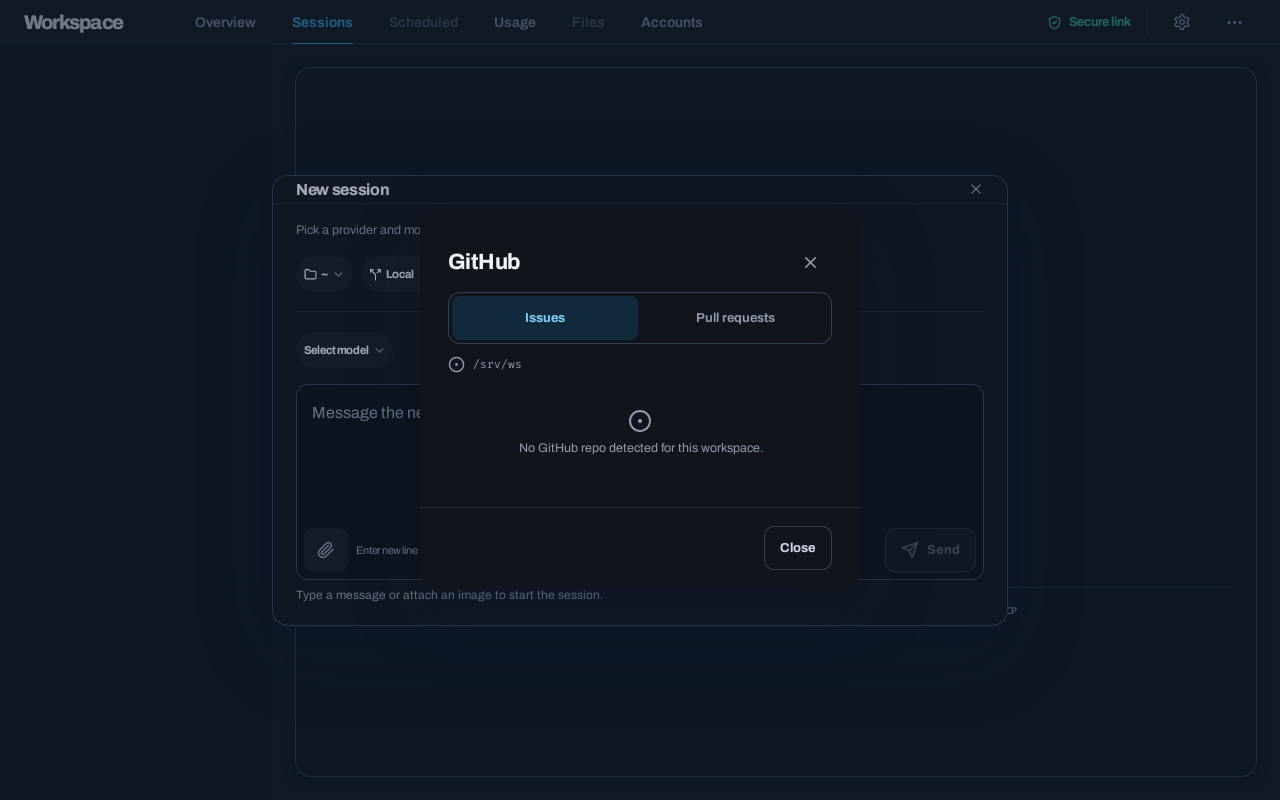 Workspace
Overview
Sessions
Scheduled
Usage
Files
Accounts
Secure link
New session
Pick a provider and
~
Local
Select model
Message the
Enter new line
Send
Type a message or attach an image to start the session.
GitHub
Issues
Pull requests
/srv/ws
No GitHub repo detected for this workspace.
Close